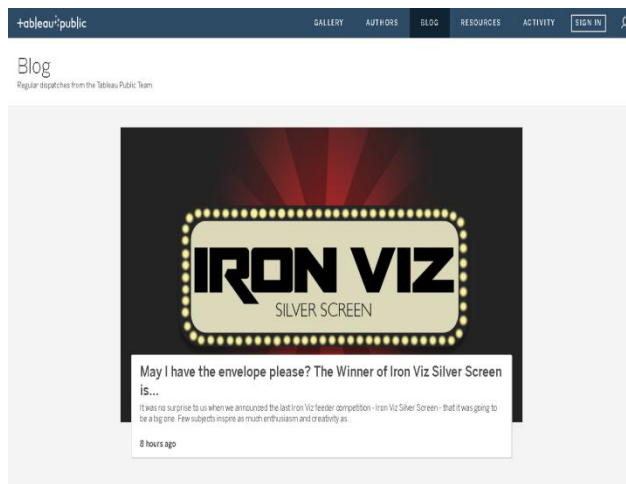 +ableau public
GALLERY AUTHORS BLOG RESOURCES ACTIVITY SIGN IN
Blog
Regular dispatches from the Tableau Public Team
IRON VIZ
SILVER SCREEN
May I have the envelope please? The Winner of Iron Viz Silver Screen
is...
It was no surprise to us when we announced the last Iron Viz feeder competition - Iron Viz Silver Screen - that it was going to
be a big one. Few subjects inspire as much enthusiasm and creativity as...
8 hours ago